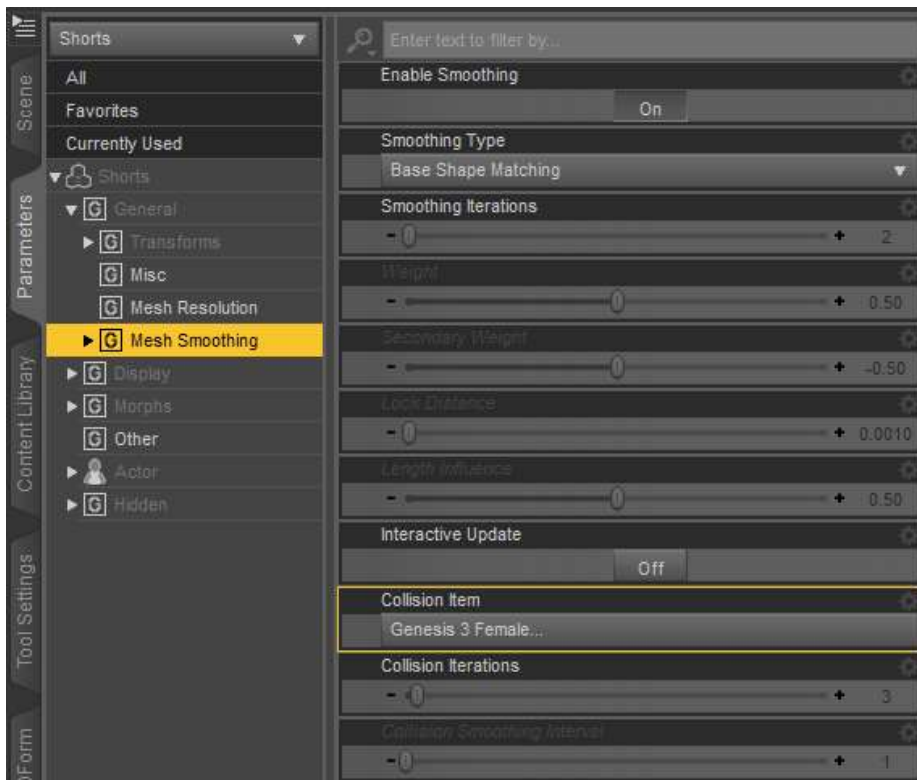 Shorts
Enter text to filter by...
Scene
Parameters
Content Library
Tool Settings
Form
All
Favorites
Currently Used
Shorts
G General
G Transforms
G Misc
G Mesh Resolution
G Mesh Smoothing
G Display
G Morphs
G Other
Actor
G Hidden
Enable Smoothing
On
Smoothing Type
Base Shape Matching
Smoothing Iterations
- + 2
Weight
- + 0.50
Secondary Weight
- + -0.50
Lock Distance
- + 0.0010
Length Influence
- + 0.50
Interactive Update
Off
Collision Item
Genesis 3 Female...
Collision Iterations
- + 3
Collision Smoothing Interval
- + 1